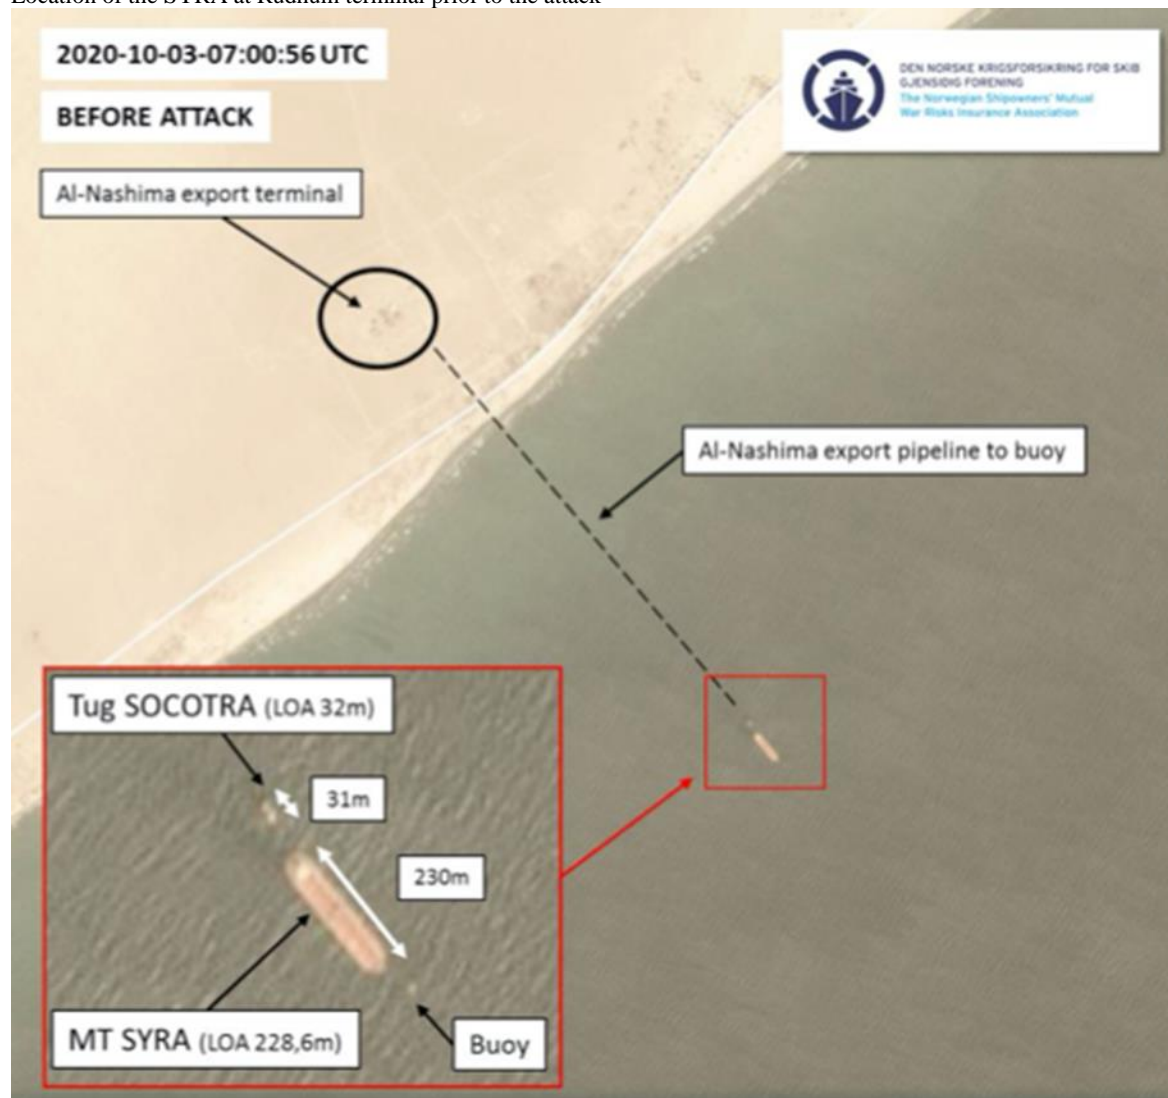 Location of the SYRA at Rudhum terminal prior to the attack
2020-10-03-07:00:56 UTC
BEFORE ATTACK
DEN NORSKE KRIGSFORSIKRING FOR SKIB
GJENSIDIG FORENING
The Norwegian Shipowners' Mutual
War Risks Insurance Association
Al-Nashima export terminal
Al-Nashima export pipeline to buoy
Tug SOCOTRA (LOA 32m)
31m
230m
MT SYRA (LOA 228,6m)
Buoy